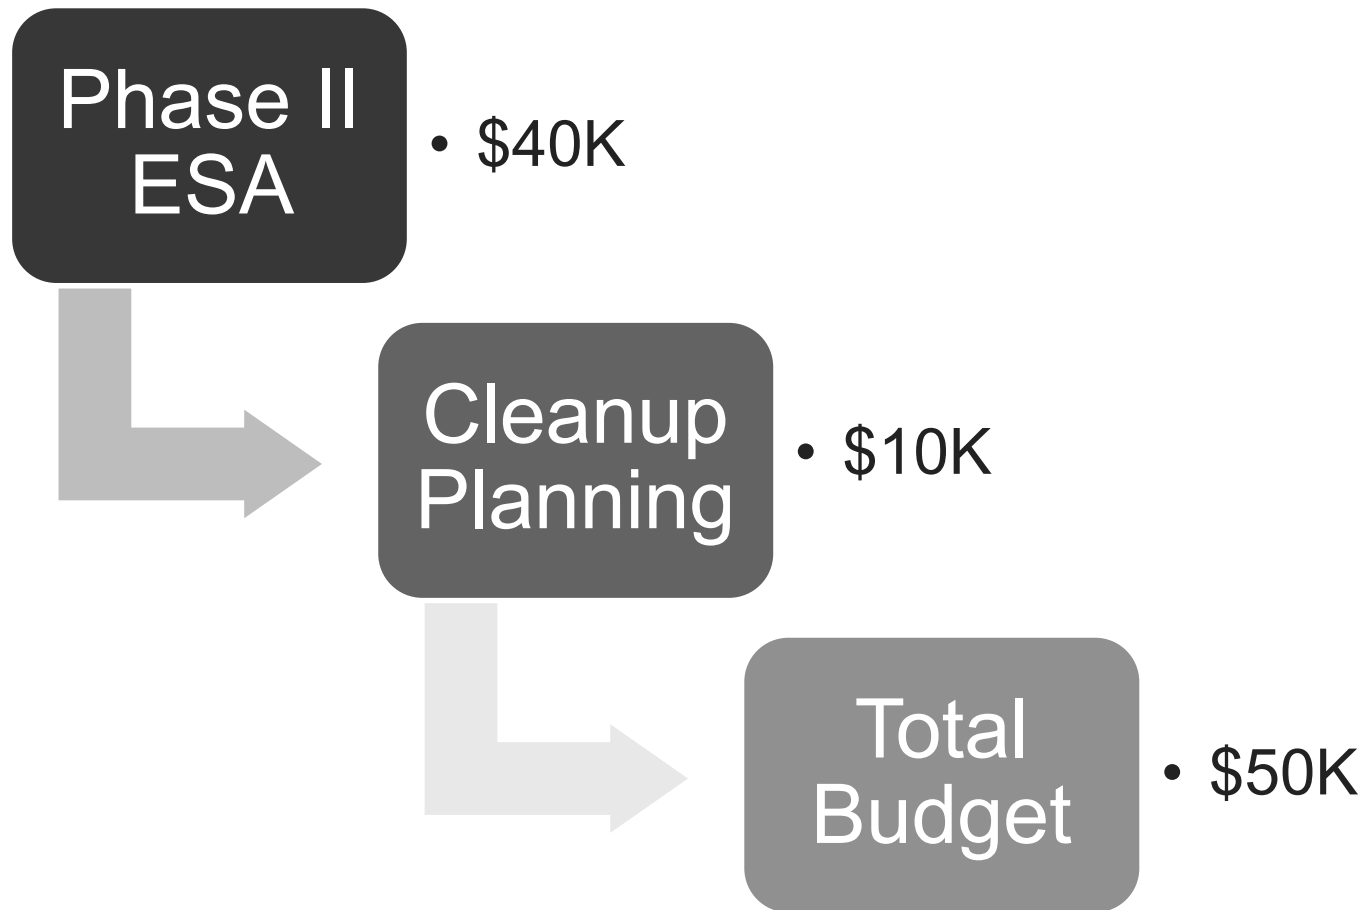 Phase II
ESA
• $40K
Cleanup
Planning
• $10K
Total
Budget
• $50K